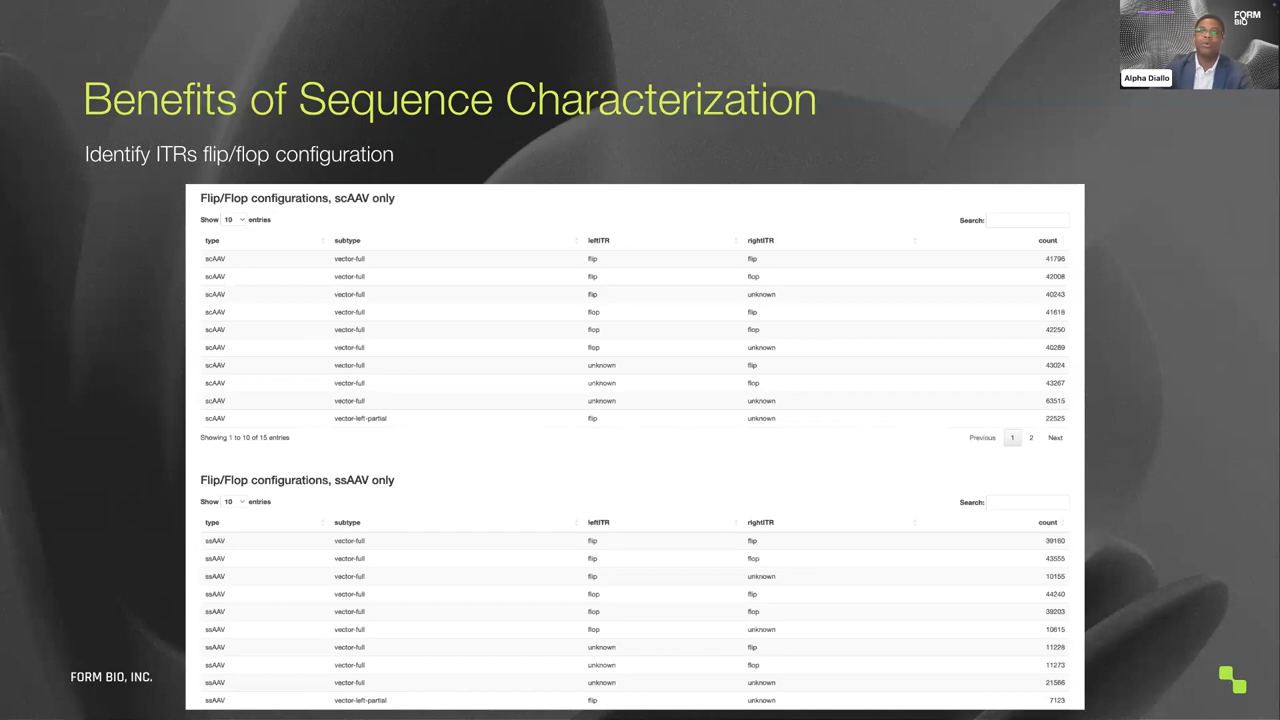 FORM
BIO
Alpha Diallo
Benefits of Sequence Characterization
Identify ITRs flip/flop configuration
Flip/Flop configurations, scAAV only
Show 10 entries Search:
type subtype leftITR rightITR count
scAAV vector-full flip flip 41796
scAAV vector-full flip flop 42008
scAAV vector-full flip unknown 40243
scAAV vector-full flop flip 41618
scAAV vector-full flop flop 42250
scAAV vector-full flop unknown 40289
scAAV vector-full unknown flip 43024
scAAV vector-full unknown flop 43267
scAAV vector-full unknown unknown 63515
scAAV vector-left-partial flip unknown 22525
Showing 1 to 10 of 15 entries Previous 1 2 Next
Flip/Flop configurations, ssAAV only
Show 10 entries Search:
type subtype leftITR rightITR count
ssAAV vector-full flip flip 39160
ssAAV vector-full flip flop 43555
ssAAV vector-full flip unknown 10155
ssAAV vector-full flop flip 44240
ssAAV vector-full flop flop 39203
ssAAV vector-full flop unknown 10615
ssAAV vector-full unknown flip 11228
ssAAV vector-full unknown flop 11273
ssAAV vector-full unknown unknown 21566
ssAAV vector-left-partial flip unknown 7123
FORM BIO, INC.